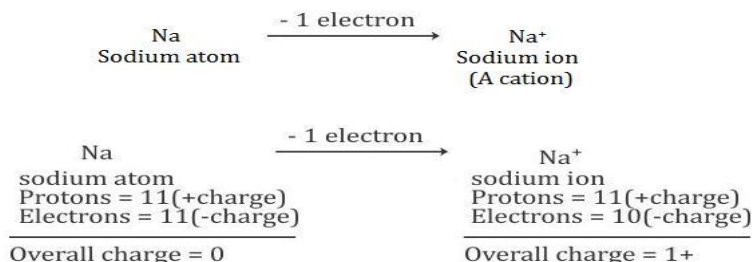 Na - 1 electron Na⁺
Sodium atom Sodium ion
(A cation)
Na - 1 electron Na⁺
sodium atom sodium ion
Protons = 11(+charge) Protons = 11(+charge)
Electrons = 11(-charge) Electrons = 10(-charge)
Overall charge = 0 Overall charge = 1+